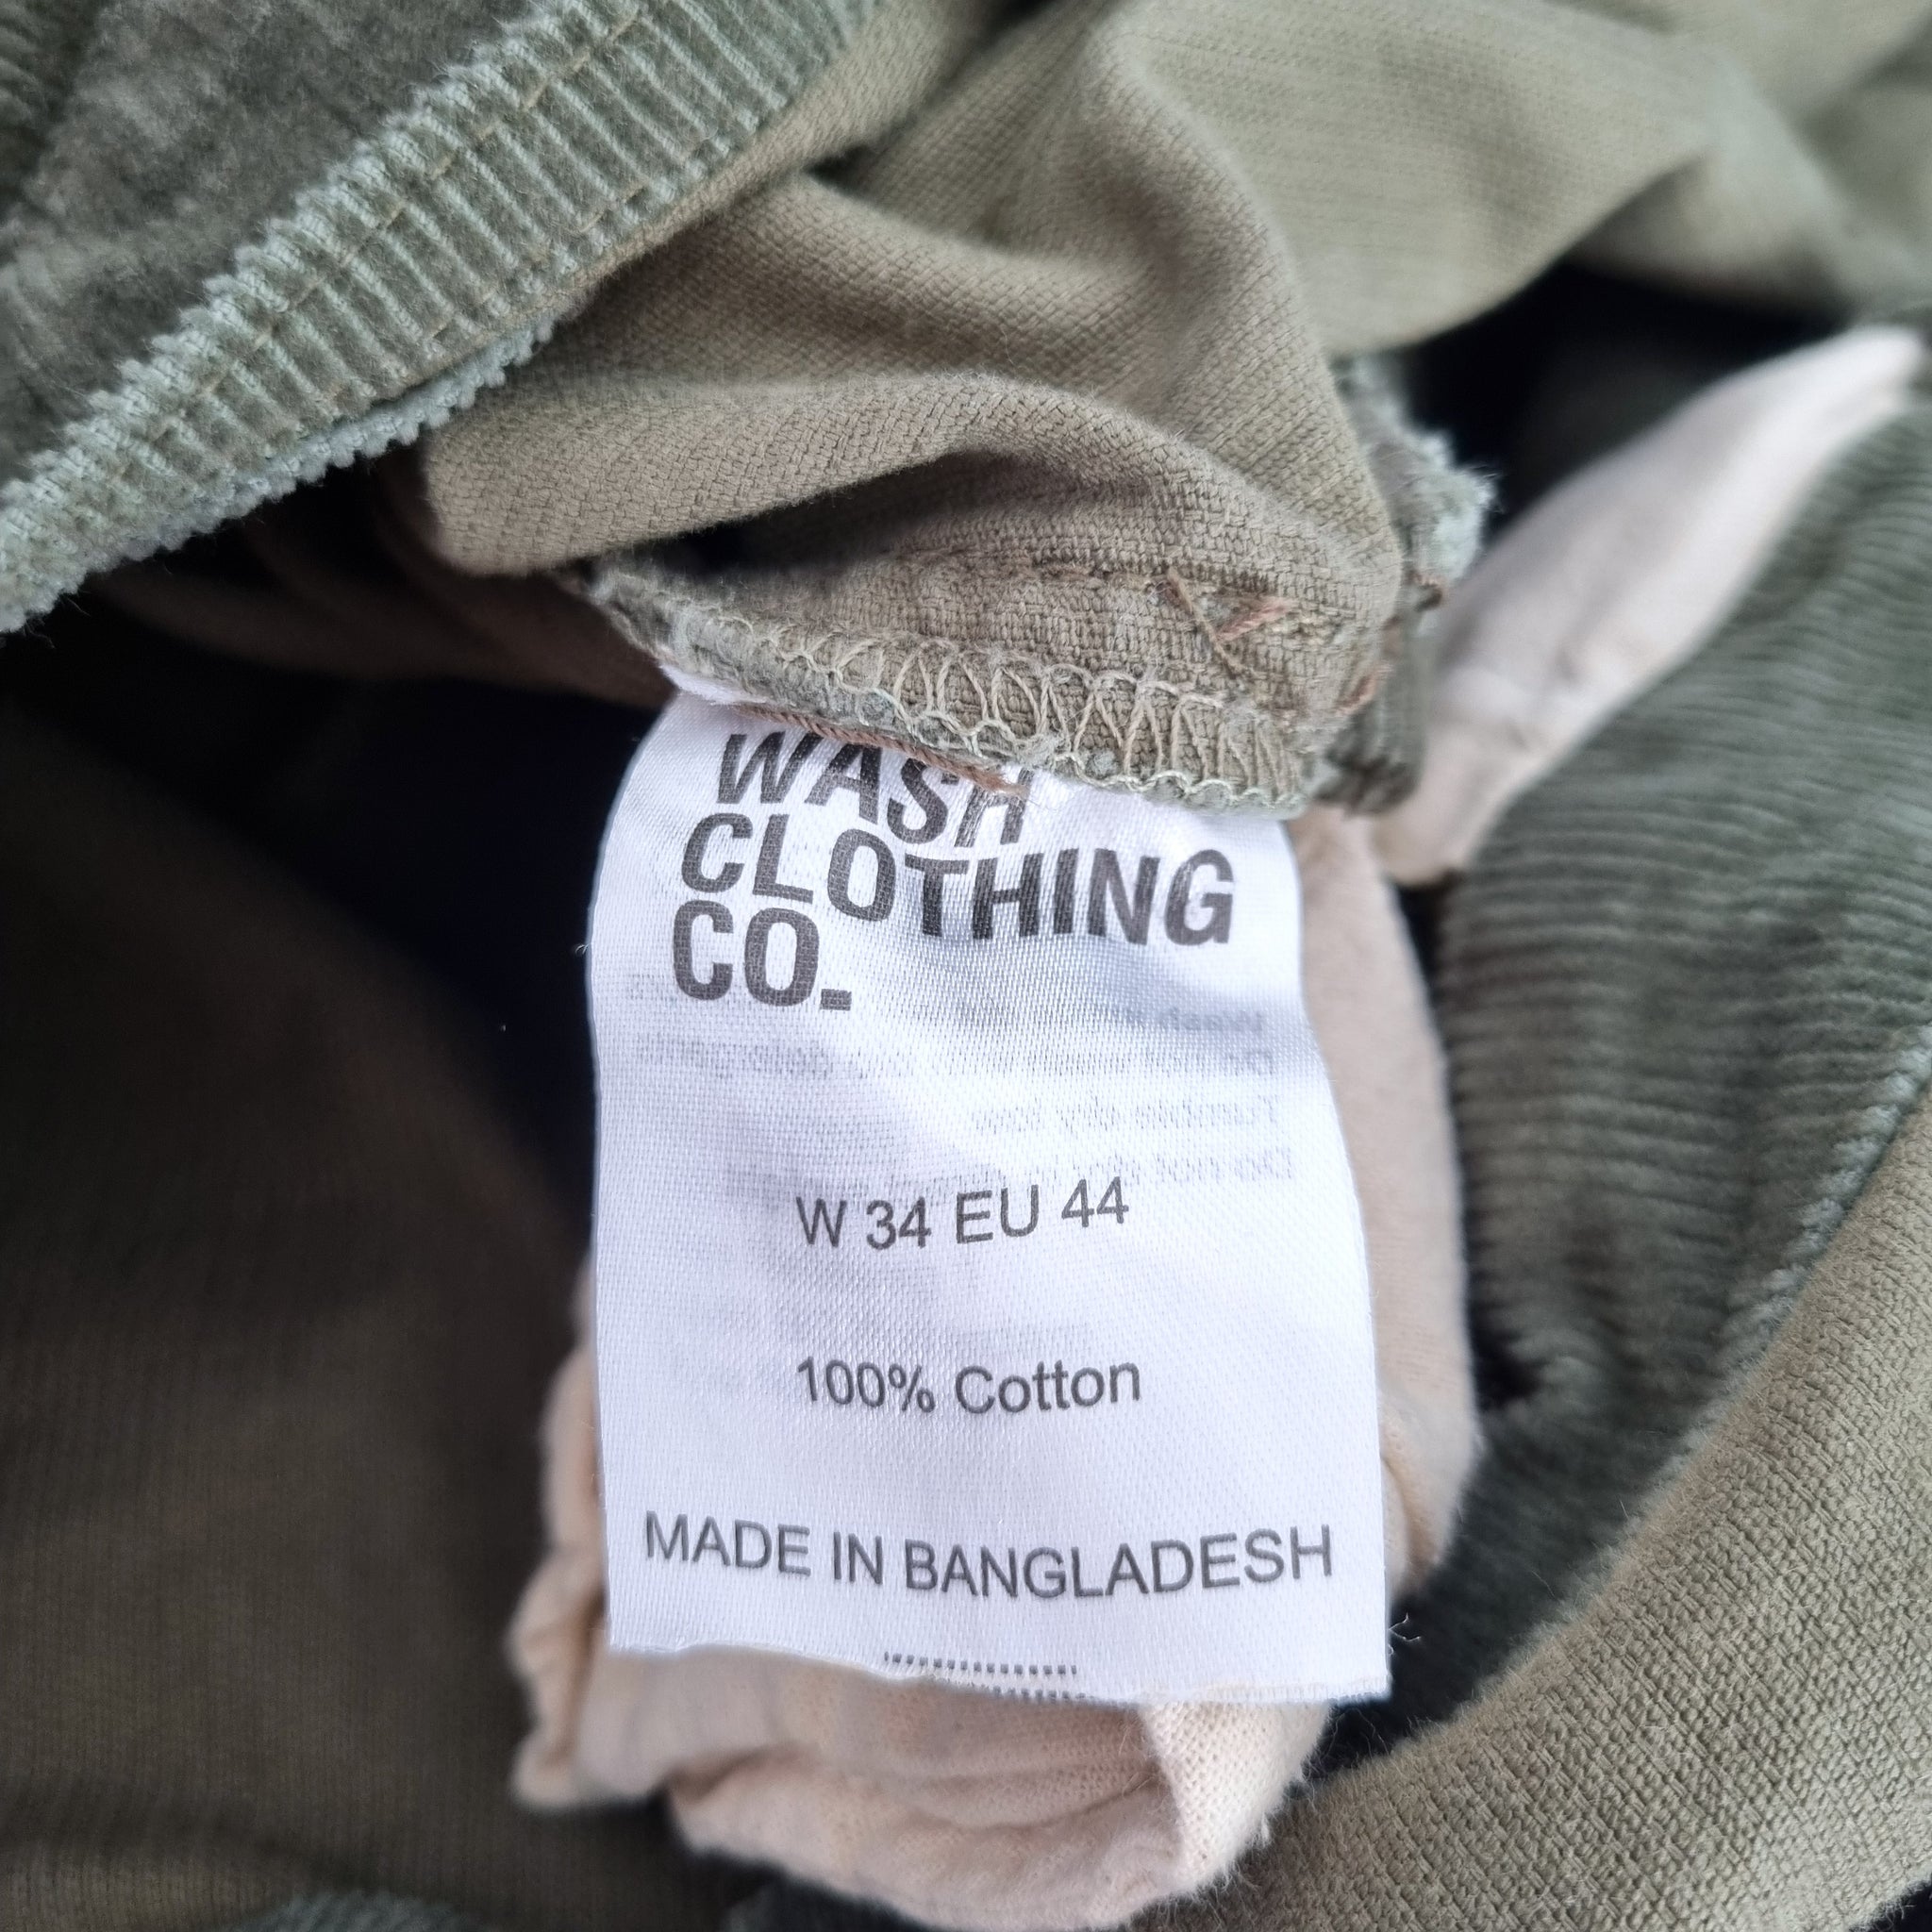 WASH
CLOTHING
CO.
W 34 EU 44
100% Cotton
MADE IN BANGLADESH